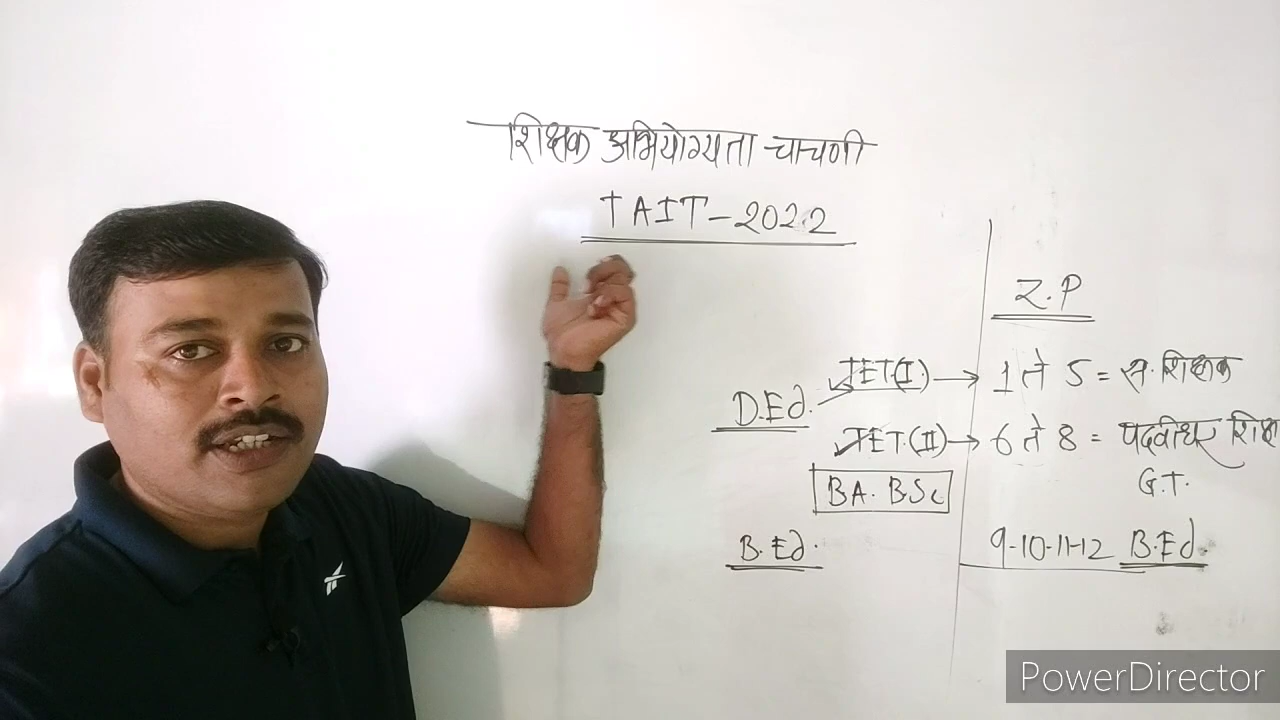 शिक्षक अभियोग्यता चाचणी
TAIT-2022
Z.P
D.Ed. TET(I) → 1 ते 5 = स. शिक्षक
TET.(II) → 6 ते 8 = पदवीधर शिक्ष
BA. B.Sc G.T.
B.Ed. 9-10-11-12 B.Ed.
PowerDirector